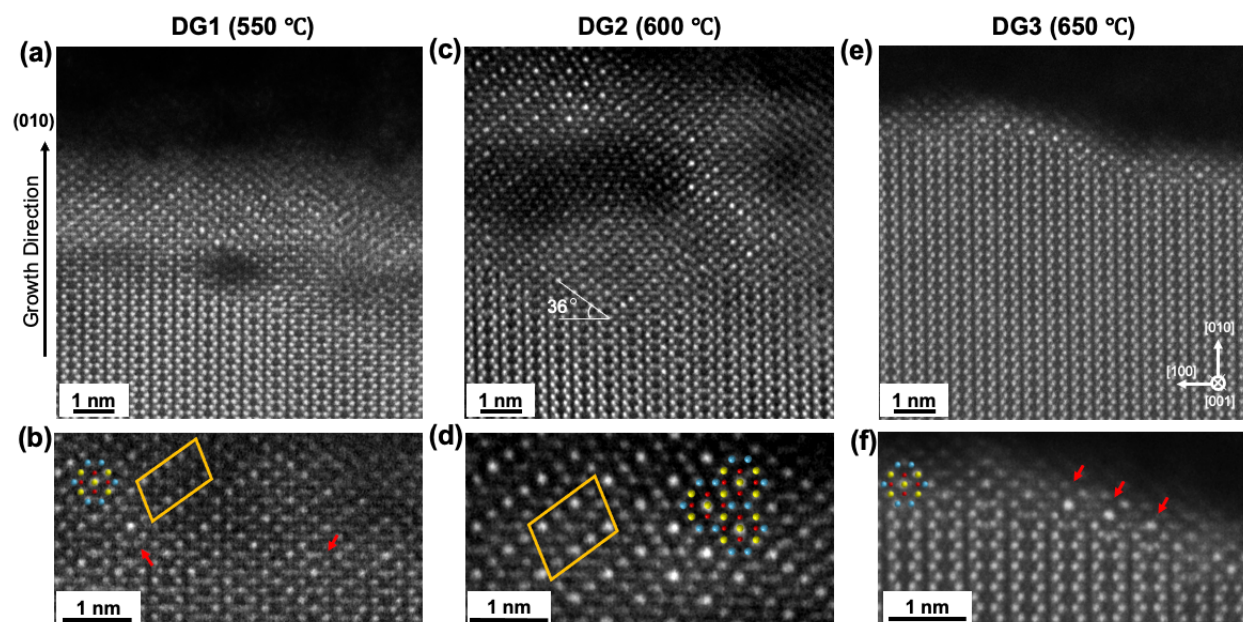 DG1 (550 ℃)
DG2 (600 ℃)
DG3 (650 ℃)
(a)
(c)
(e)
(010)
Growth Direction
36°
[010]
[100]
[001]
1 nm
1 nm
1 nm
(b)
(d)
(f)
1 nm
1 nm
1 nm